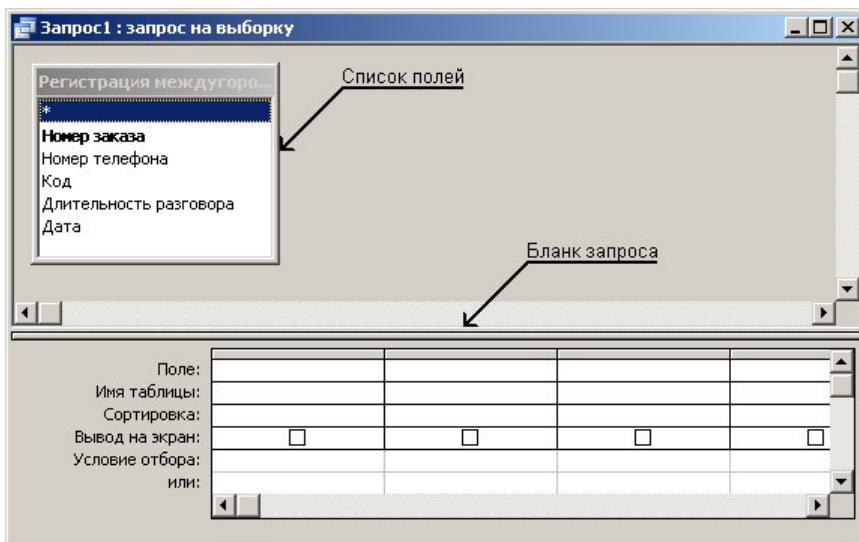 Запрос1 : запрос на выборку
Регистрация междугоро...
Список полей
*
Номер заказа
Номер телефона
Код
Длительность разговора
Дата
Бланк запроса
Поле:
Имя таблицы:
Сортировка:
Вывод на экран:
Условие отбора:
или: